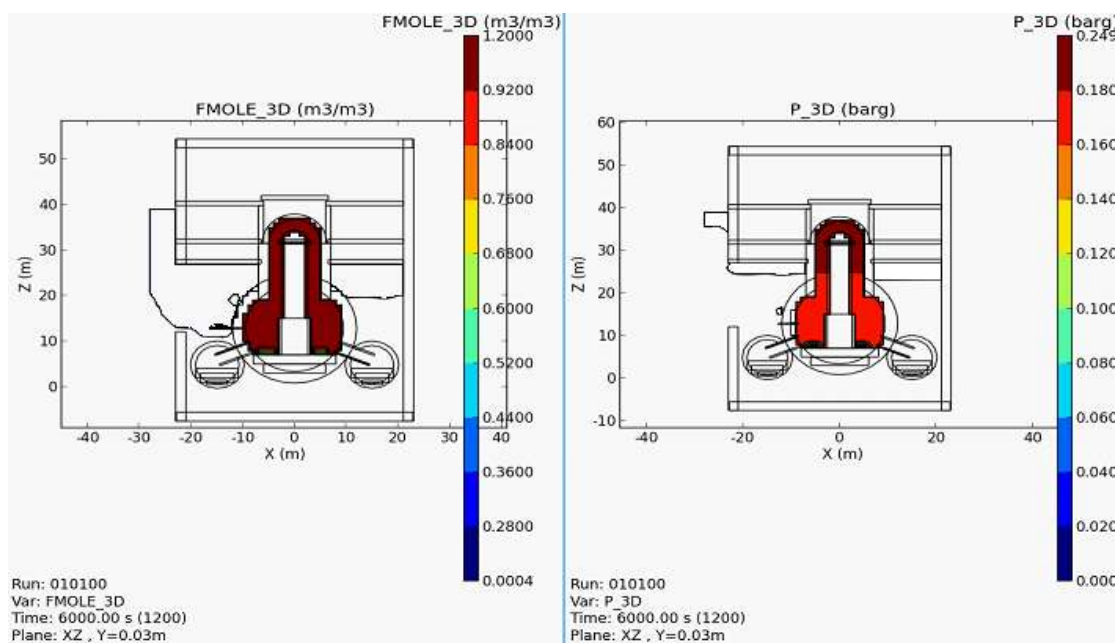 FMOLE_3D (m3/m3)
1.2000
0.9200
0.8400
0.7600
0.6800
0.6000
0.5200
0.4400
0.3600
0.2800
0.0004
FMOLE_3D (m3/m3)
50
40
30
20
10
0
Z (m)
-40 -30 -20 -10 0 10 20 30 40
X (m)
Run: 010100
Var: FMOLE_3D
Time: 6000.00 s (1200)
Plane: XZ , Y=0.03m
P_3D (barg)
0.249
0.180
0.160
0.140
0.120
0.100
0.080
0.060
0.040
0.020
0.000
P_3D (barg)
60
50
40
30
20
10
0
-10
Z (m)
-40 -20 0 20 40
X (m)
Run: 010100
Var: P_3D
Time: 6000.00 s (1200)
Plane: XZ , Y=0.03m